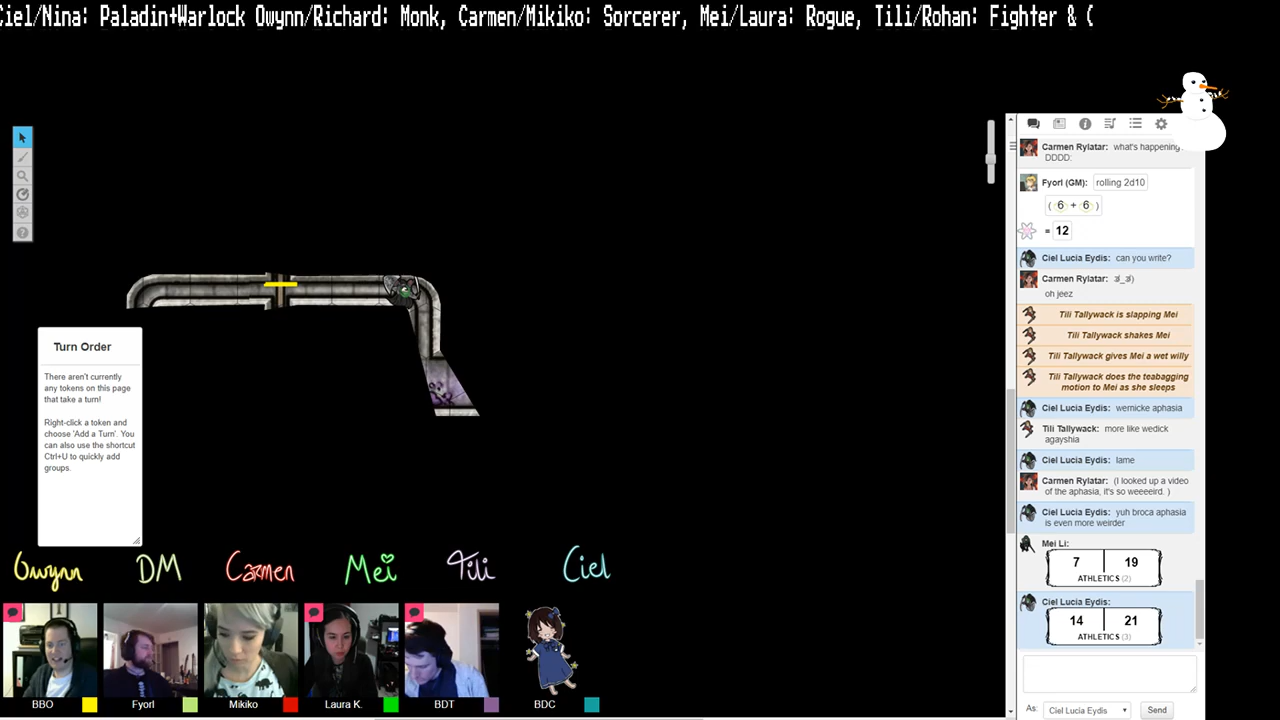 Ciel/Nina: Paladin+Warlock Owynn/Richard: Monk, Carmen/Mikiko: Sorcerer, Mei/Laura: Rogue, Tili/Rohan: Fighter & (
Carmen Rylatar: what's happening?
DDDD:
Fyorl (GM): rolling 2d10
( 6 + 6 )
= 12
Ciel Lucia Eydis: can you write?
Carmen Rylatar:
oh jeez
Tili Tallywack is slapping Mei
Tili Tallywack shakes Mei
Tili Tallywack gives Mei a wet willy
Tili Tallywack does the teabagging
motion to Mei as she sleeps
Ciel Lucia Eydis: wernicke aphasia
Tili Tallywack: more like wedick
agayshia
Ciel Lucia Eydis: lame
Carmen Rylatar: (I looked up a video
of the aphasia, it's so weeeeird. )
Ciel Lucia Eydis: yuh broca aphasia
is even more weirder
Mei Li:
7 19
ATHLETICS (2)
Ciel Lucia Eydis:
14 21
ATHLETICS (3)
As: Ciel Lucia Eydis Send
Turn Order
There aren't currently
any tokens on this page
that take a turn!
Right-click a token and
choose 'Add a Turn'. You
can also use the shortcut
Ctrl+U to quickly add
groups.
Owynn DM Carmen Mei Tili Ciel
BBO Fyorl Mikiko Laura K. BDT BDC